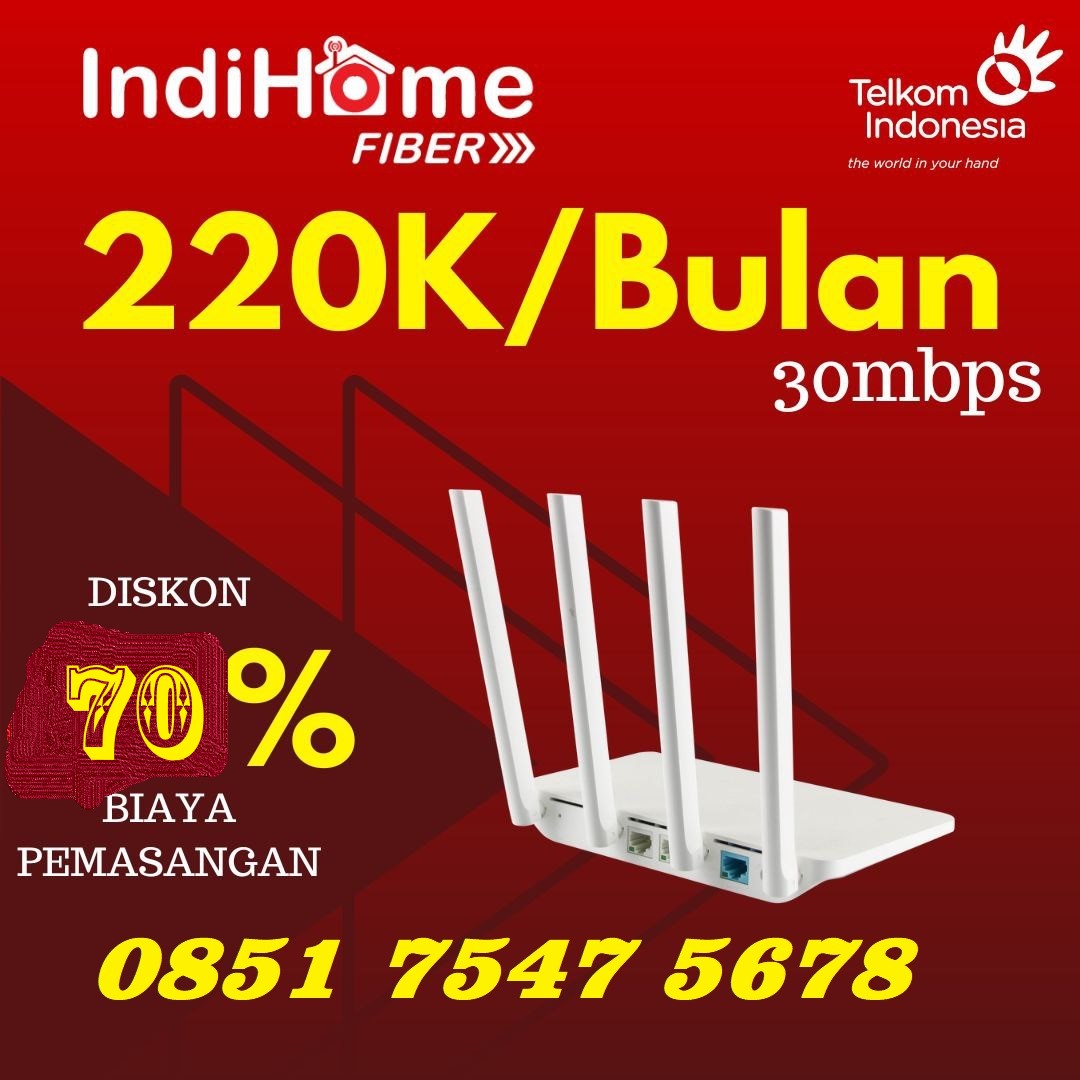 IndiHome
FIBER
Telkom
Indonesia
the world in your hand
220K/Bulan
30mbps
DISKON
70%
BIAYA
PEMASANGAN
0851 7547 5678